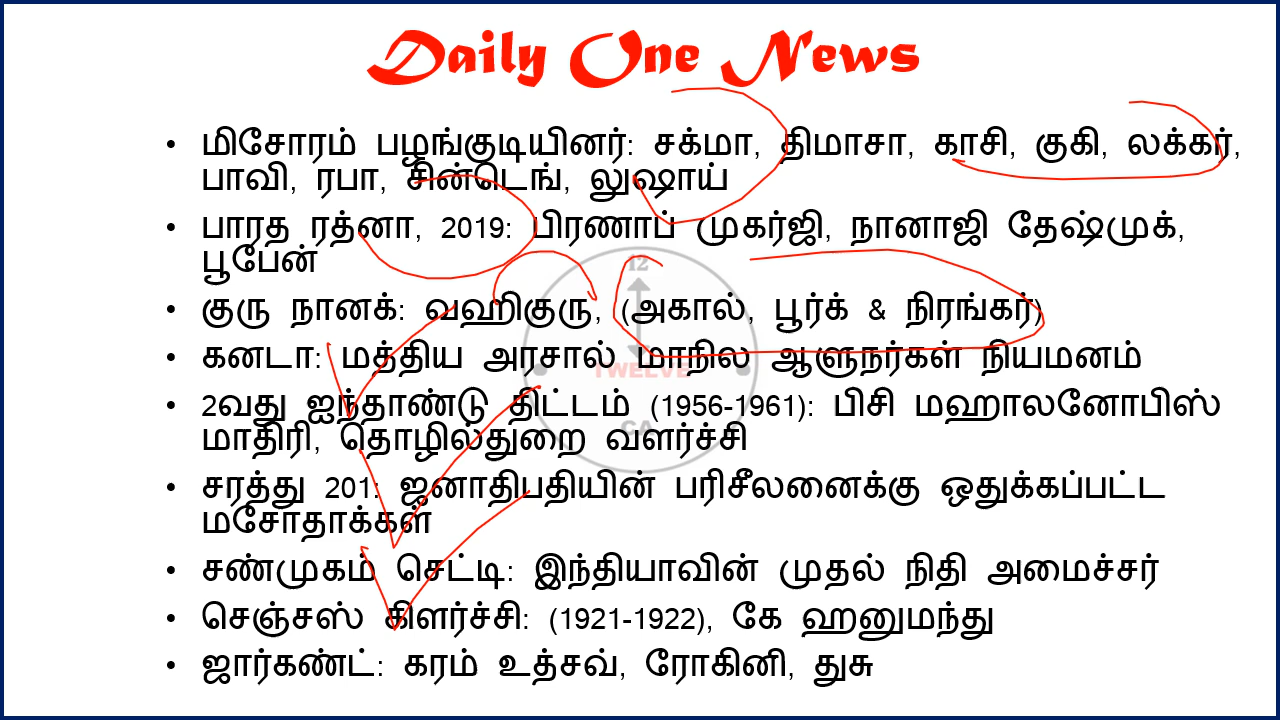 Daily One News
• மிசோரம் பழங்குடியினர்: சக்மா, திமாசா, காசி, குகி, லக்கர்,
பாவி, ரபா, சின்டெங், லுஷாய்
• பாரத ரத்னா, 2019: பிரணாப் முகர்ஜி, நானாஜி தேஷ்முக்,
பூபேன்
• குரு நானக்: வஹிகுரு, (அகால், பூர்க் & நிரங்கர்)
• கனடா: மத்திய அரசால் மாநில ஆளுநர்கள் நியமனம்
• 2வது ஐந்தாண்டு திட்டம் (1956-1961): பிசி மஹாலனோபிஸ்
மாதிரி, தொழில்துறை வளர்ச்சி
• சரத்து 201: ஜனாதிபதியின் பரிசீலனைக்கு ஒதுக்கப்பட்ட
மசோதாக்கள்
• சண்முகம் செட்டி: இந்தியாவின் முதல் நிதி அமைச்சர்
• செஞ்சஸ் கிளர்ச்சி: (1921-1922), கே ஹனுமந்து
• ஜார்கண்ட்: கரம் உத்சவ், ரோகினி, துசு
12
TWELVE
CA